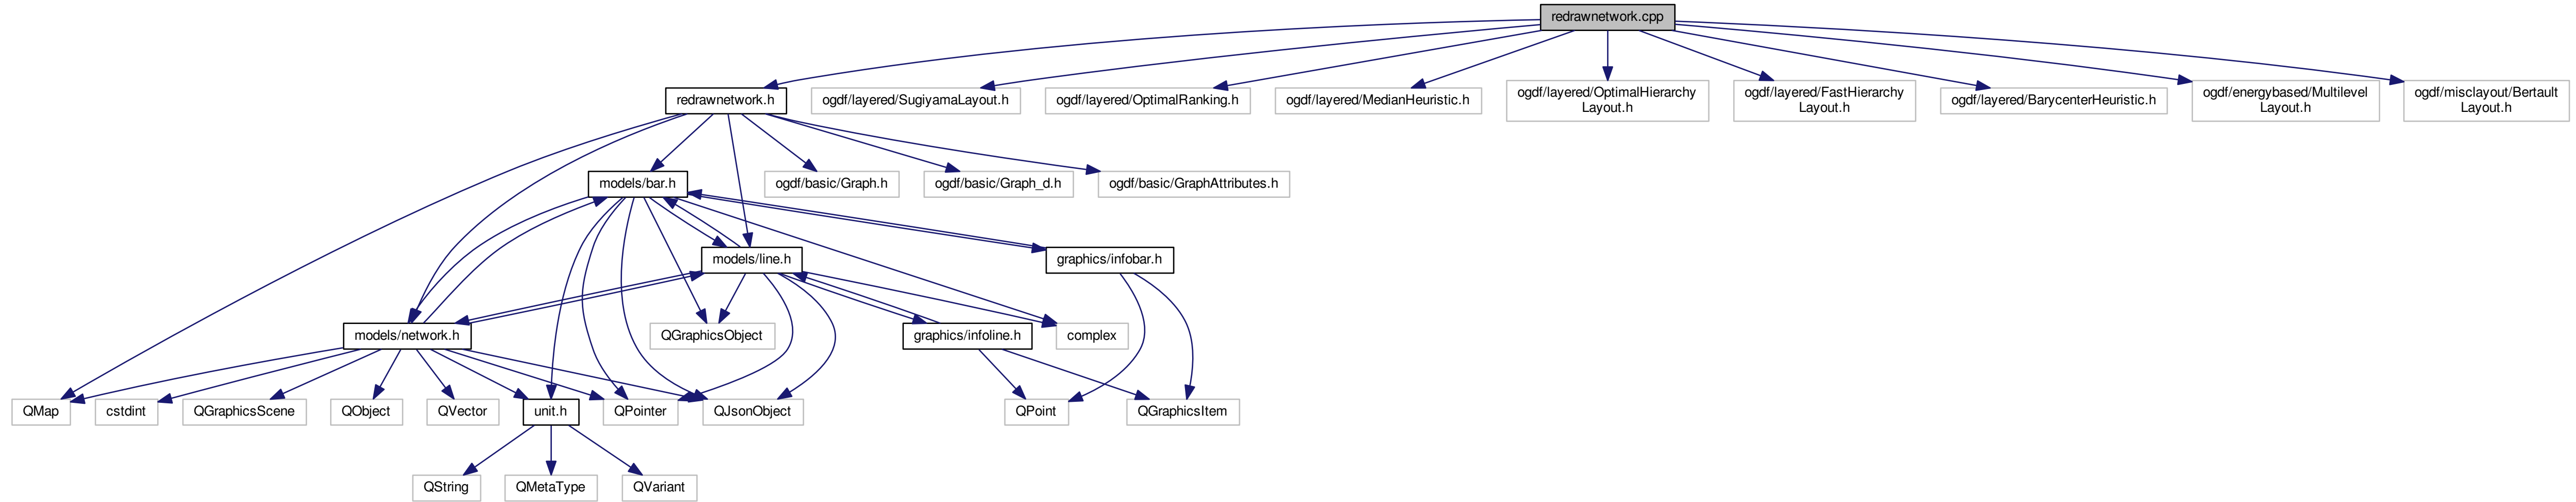 redrawnetwork.cpp
redrawnetwork.h
ogdf/layered/SugiyamaLayout.h
ogdf/layered/OptimalRanking.h
ogdf/layered/MedianHeuristic.h
ogdf/layered/OptimalHierarchy
Layout.h
ogdf/layered/FastHierarchy
Layout.h
ogdf/layered/BarycenterHeuristic.h
ogdf/energybased/Multilevel
Layout.h
ogdf/misclayout/Bertault
Layout.h
models/bar.h
ogdf/basic/Graph.h
ogdf/basic/Graph_d.h
ogdf/basic/GraphAttributes.h
models/line.h
graphics/infobar.h
models/network.h
QGraphicsObject
graphics/infoline.h
complex
QMap
cstdint
QGraphicsScene
QObject
QVector
unit.h
QPointer
QJsonObject
QPoint
QGraphicsItem
QString
QMetaType
QVariant